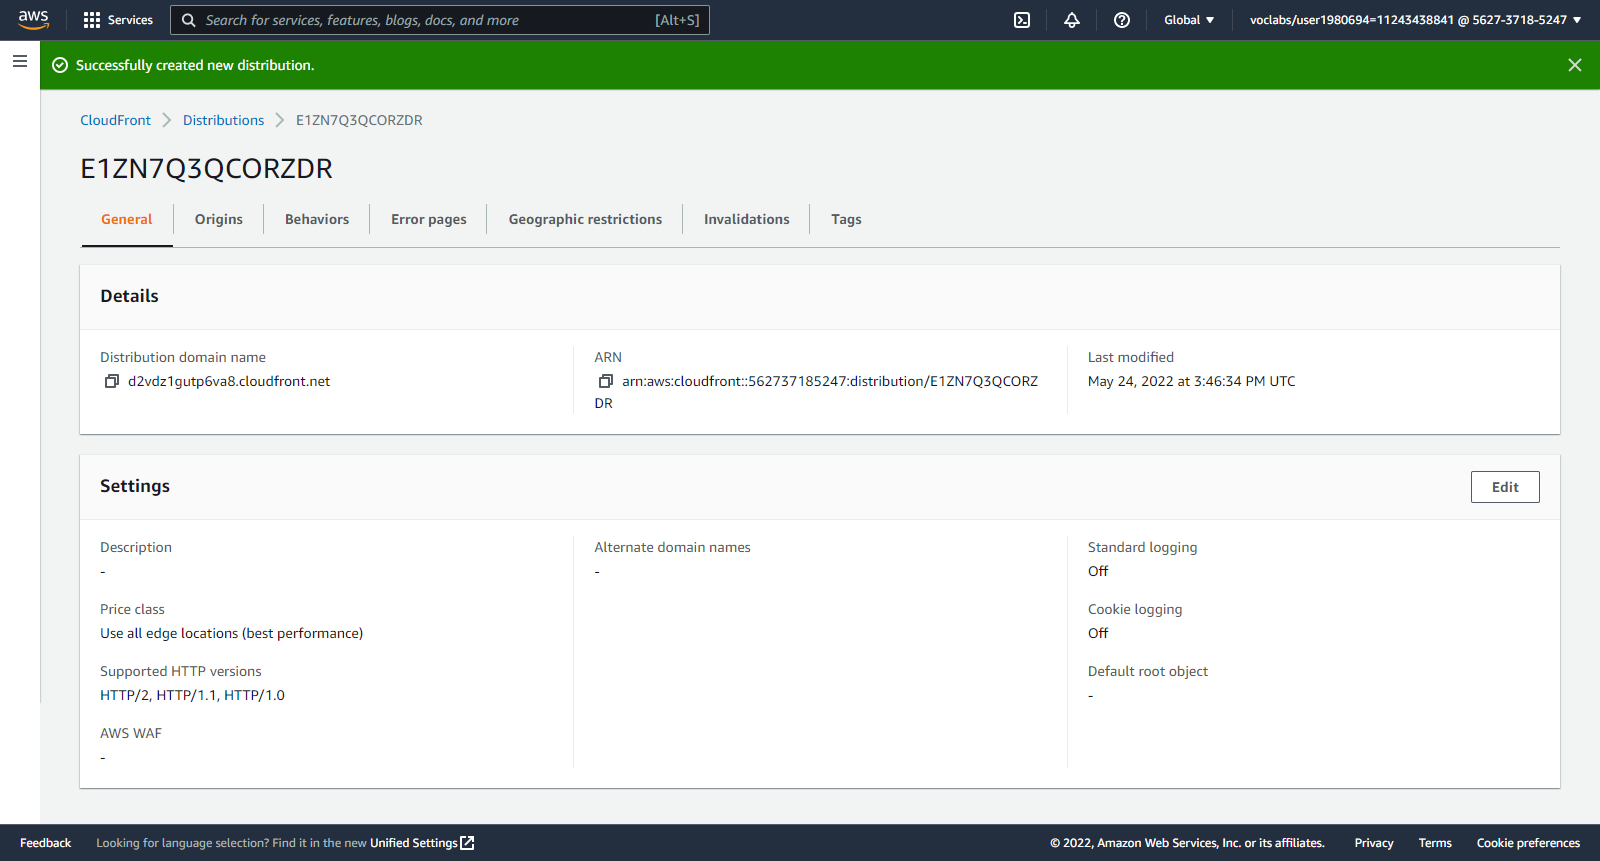 aws Services Search for services, features, blogs, docs, and more [Alt+S] Global voclabs/user1980694=11243438841 @ 5627-3718-5247
Successfully created new distribution.
CloudFront Distributions E1ZN7Q3QCORZDR
E1ZN7Q3QCORZDR
General Origins Behaviors Error pages Geographic restrictions Invalidations Tags
Details
Distribution domain name
d2vdz1gutp6va8.cloudfront.net
ARN
arn:aws:cloudfront::562737185247:distribution/E1ZN7Q3QCORZ
DR
Last modified
May 24, 2022 at 3:46:34 PM UTC
Settings
Edit
Description
-
Price class
Use all edge locations (best performance)
Supported HTTP versions
HTTP/2, HTTP/1.1, HTTP/1.0
AWS WAF
-
Alternate domain names
-
Standard logging
Off
Cookie logging
Off
Default root object
-
Feedback Looking for language selection? Find it in the new Unified Settings © 2022, Amazon Web Services, Inc. or its affiliates. Privacy Terms Cookie preferences